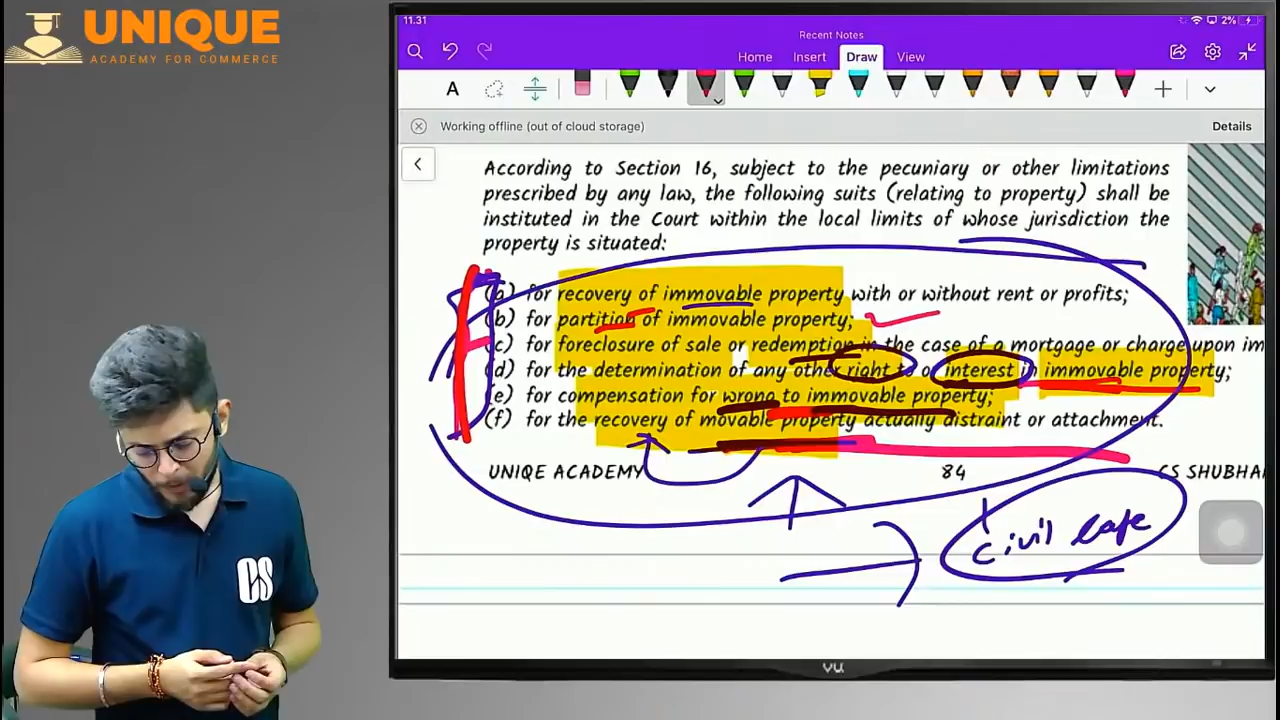 UNIQUE
ACADEMY FOR COMMERCE
11.31
2%
Recent Notes
Home Insert Draw View
A
Working offline (out of cloud storage)
Details
According to Section 16, subject to the pecuniary or other limitations
prescribed by any law, the following suits (relating to property) shall be
instituted in the Court within the local limits of whose jurisdiction the
property is situated:
(a) for recovery of immovable property with or without rent or profits;
(b) for partition of immovable property;
(c) for foreclosure of sale or redemption in the case of a mortgage or charge upon im
(d) for the determination of any other right to or interest in immovable property;
(e) for compensation for wrong to immovable property;
(f) for the recovery of movable property actually distraint or attachment.
UNIQE ACADEMY 84 CS SHUBHA
civil
CS
VU